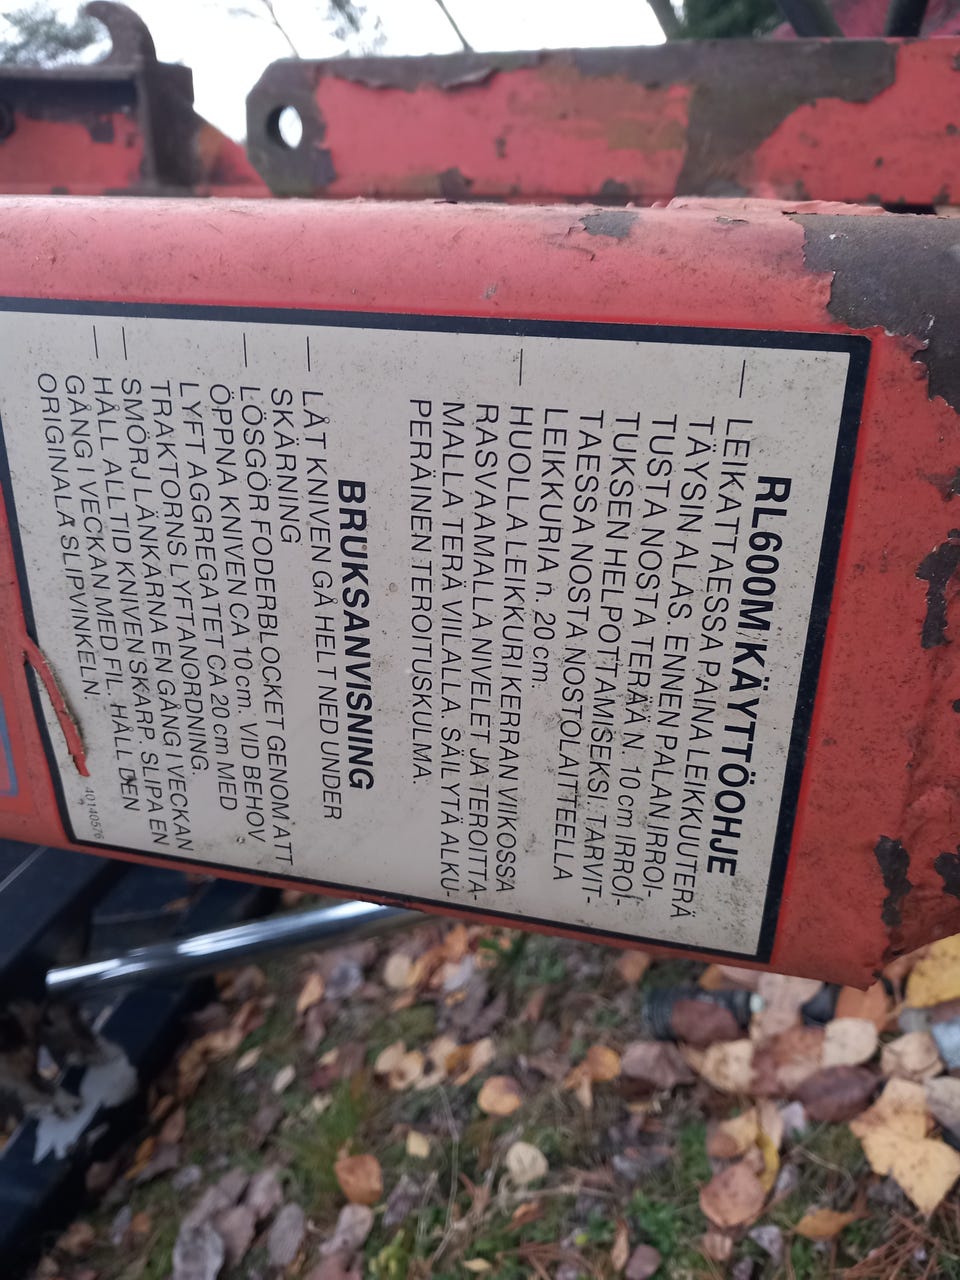 RL600M/KÄYTTÖOHJE
— LEIKATTAESSA PAINA LEIKKUUTERÄ
TÄYSIN ALAS. ENNEN PALAN IRROI-
TUSTA NOSTA TERÄÄ N. 10 cm IRROI-
TUKSEN HELPOTTAMISEKSI. TARVIT-
TAESSA NOSTA NOSTOLAITTEELLA
LEIKKURIA n. 20 cm.
— HUOLLA LEIKKURI KERRAN VIIKOSSA
RASVAAMALLA NIVELET JA TEROITTA-
MALLA TERÄ VIILALLA. SÄILYTÄ ALKU-
PERÄINEN TEROITUSKULMA.
BRUKSANVISNING
— LÅT KNIVEN GÅ HELT NED UNDER
SKÄRNING
— LÖSGÖR FODERBLOCKET GENOM ATT
ÖPPNA KNIVEN CA 10 cm. VID BEHOV
LYFT AGGREGATET CA 20 cm MED
TRAKTORNS LYFTANORDNING.
— SMÖRJ LÄNKARNA EN GÅNG I VECKAN
— HÅLL ALLTID KNIVEN SKARP. SLIPA EN
GÅNG I VECKAN MED FIL. HÅLL DEN
ORIGINALA SLIPVINKELN.
40140576